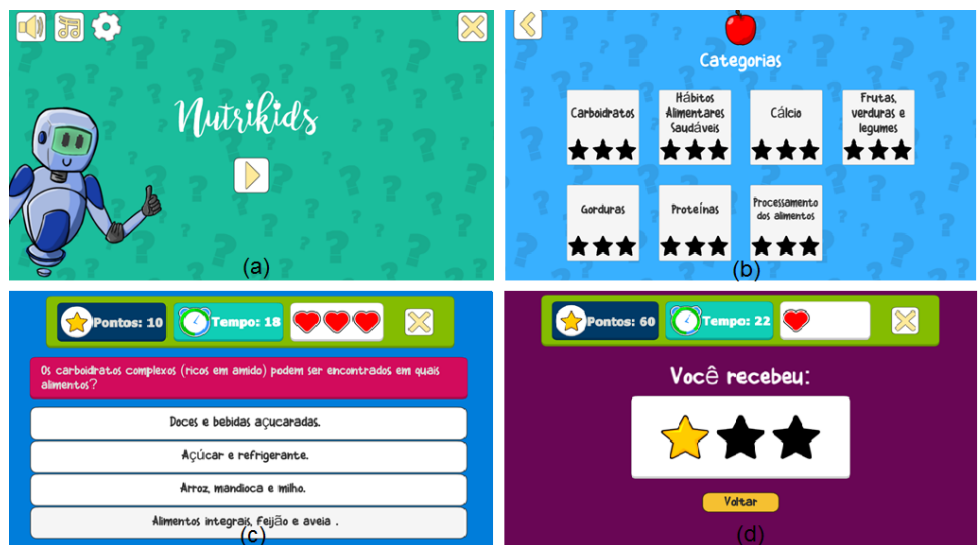 Nutrikids
(a)
Categorias
Carboidratos
Hábitos
Alimentares
Saudáveis
Cálcio
Frutas,
verduras e
legumes
Gorduras
Proteínas
Processamento
dos alimentos
(b)
Pontos: 10
Tempo: 18
Os carboidratos complexos (ricos em amido) podem ser encontrados em quais
alimentos?
Doces e bebidas açucaradas.
Açúcar e refrigerante.
Arroz, mandioca e milho.
Alimentos integrais, Feijão e aveia .
(c)
Pontos: 60
Tempo: 22
Você recebeu:
Voltar
(d)